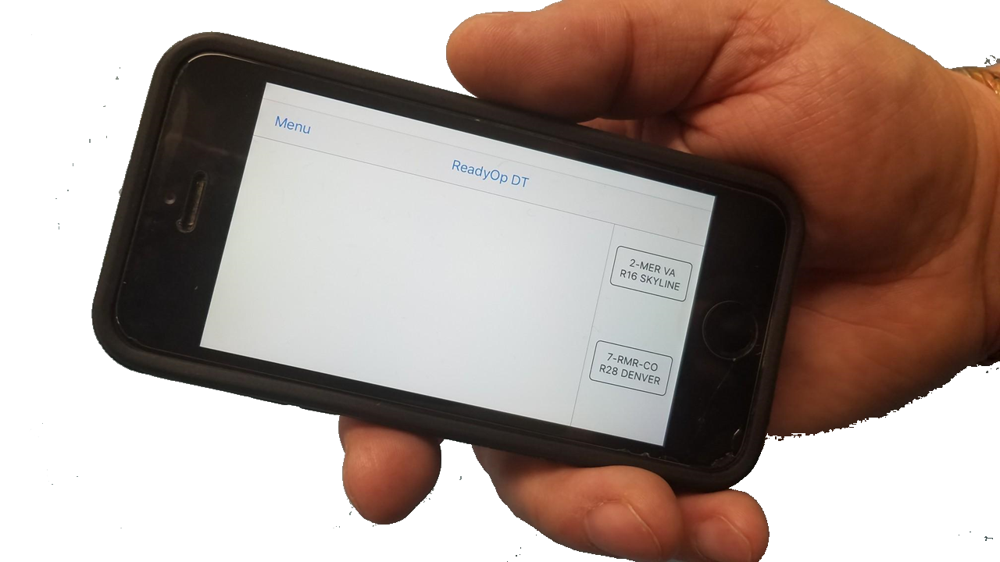 Menu
ReadyOp DT
2-MER VA
R16 SKYLINE
7-RMR-CO
R28 DENVER